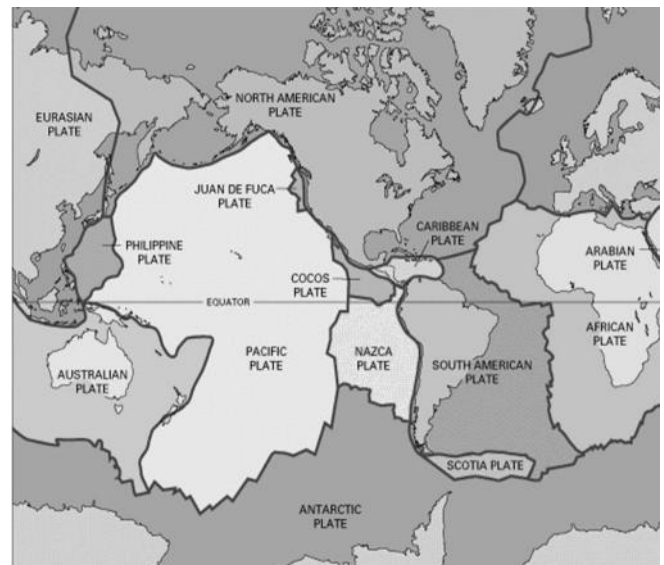 NORTH AMERICAN
PLATE
EURASIAN
PLATE
JUAN DE FUCA
PLATE
CARIBBEAN
PLATE
PHILIPPINE
PLATE
ARABIAN
PLATE
COCOS
PLATE
EQUATOR
AFRICAN
PLATE
PACIFIC
PLATE
NAZCA
PLATE
SOUTH AMERICAN
PLATE
AUSTRALIAN
PLATE
SCOTIA PLATE
ANTARCTIC
PLATE